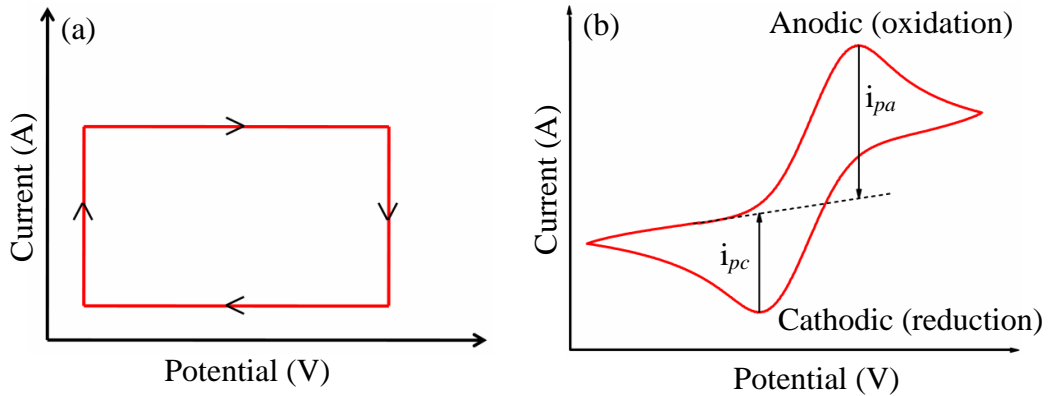 (a)
Current (A)
Potential (V)
(b)
Anodic (oxidation)
i_pa
i_pc
Cathodic (reduction)
Current (A)
Potential (V)